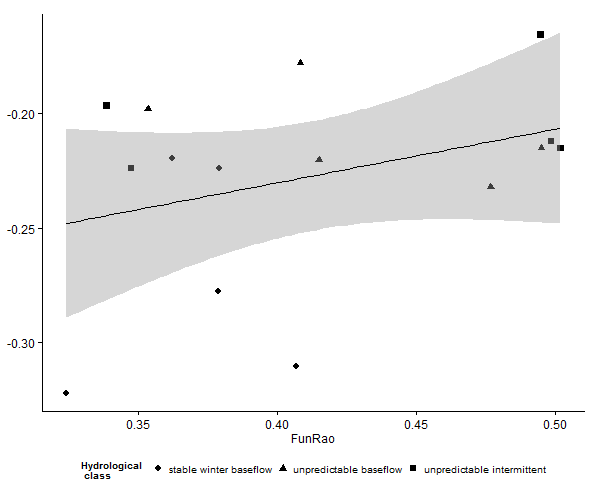 -0.20
-0.25
-0.30
0.35 0.40 0.45 0.50
FunRao
Hydrological
class
stable winter baseflow unpredictable baseflow unpredictable intermittent